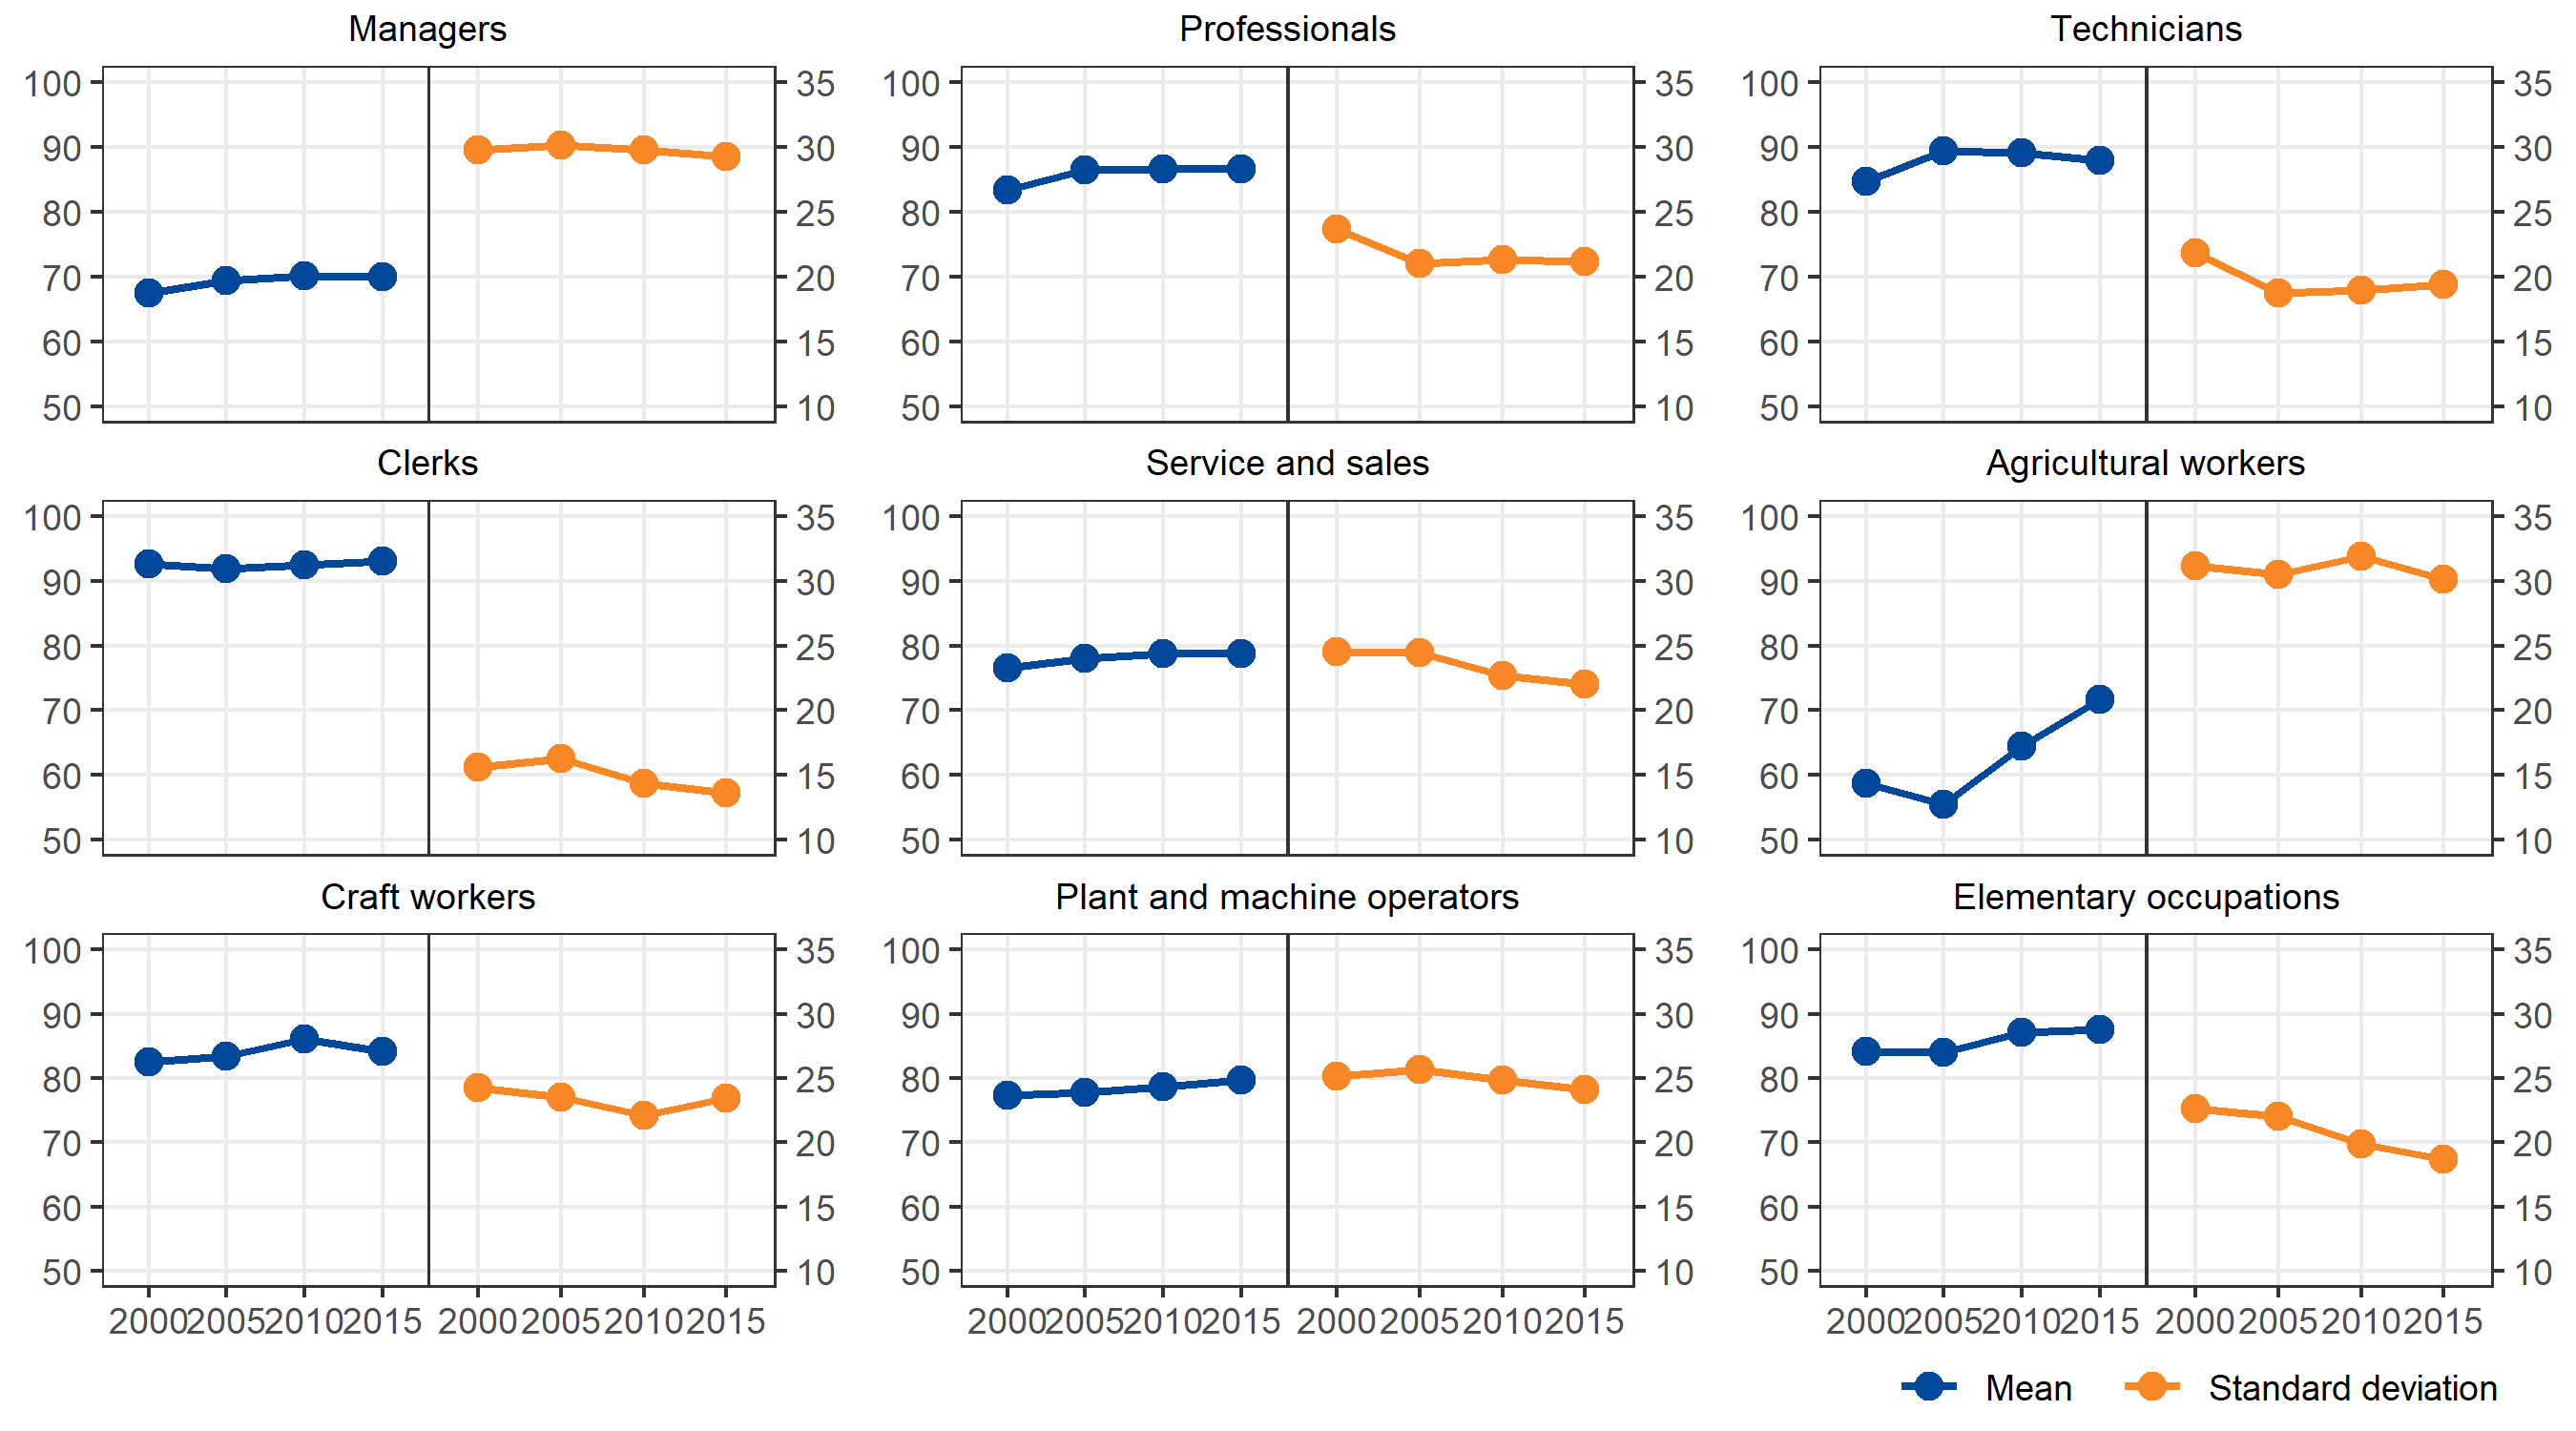 Managers Professionals Technicians
100 35 100 35 100 35
90 30 90 30 90 30
80 25 80 25 80 25
70 20 70 20 70 20
60 15 60 15 60 15
50 10 50 10 50 10
Clerks Service and sales Agricultural workers
100 35 100 35 100 35
90 30 90 30 90 30
80 25 80 25 80 25
70 20 70 20 70 20
60 15 60 15 60 15
50 10 50 10 50 10
Craft workers Plant and machine operators Elementary occupations
100 35 100 35 100 35
90 30 90 30 90 30
80 25 80 25 80 25
70 20 70 20 70 20
60 15 60 15 60 15
50 10 50 10 50 10
2000 2005 2010 2015 2000 2005 2010 2015 2000 2005 2010 2015 2000 2005 2010 2015 2000 2005 2010 2015 2000 2005 2010 2015
Mean Standard deviation